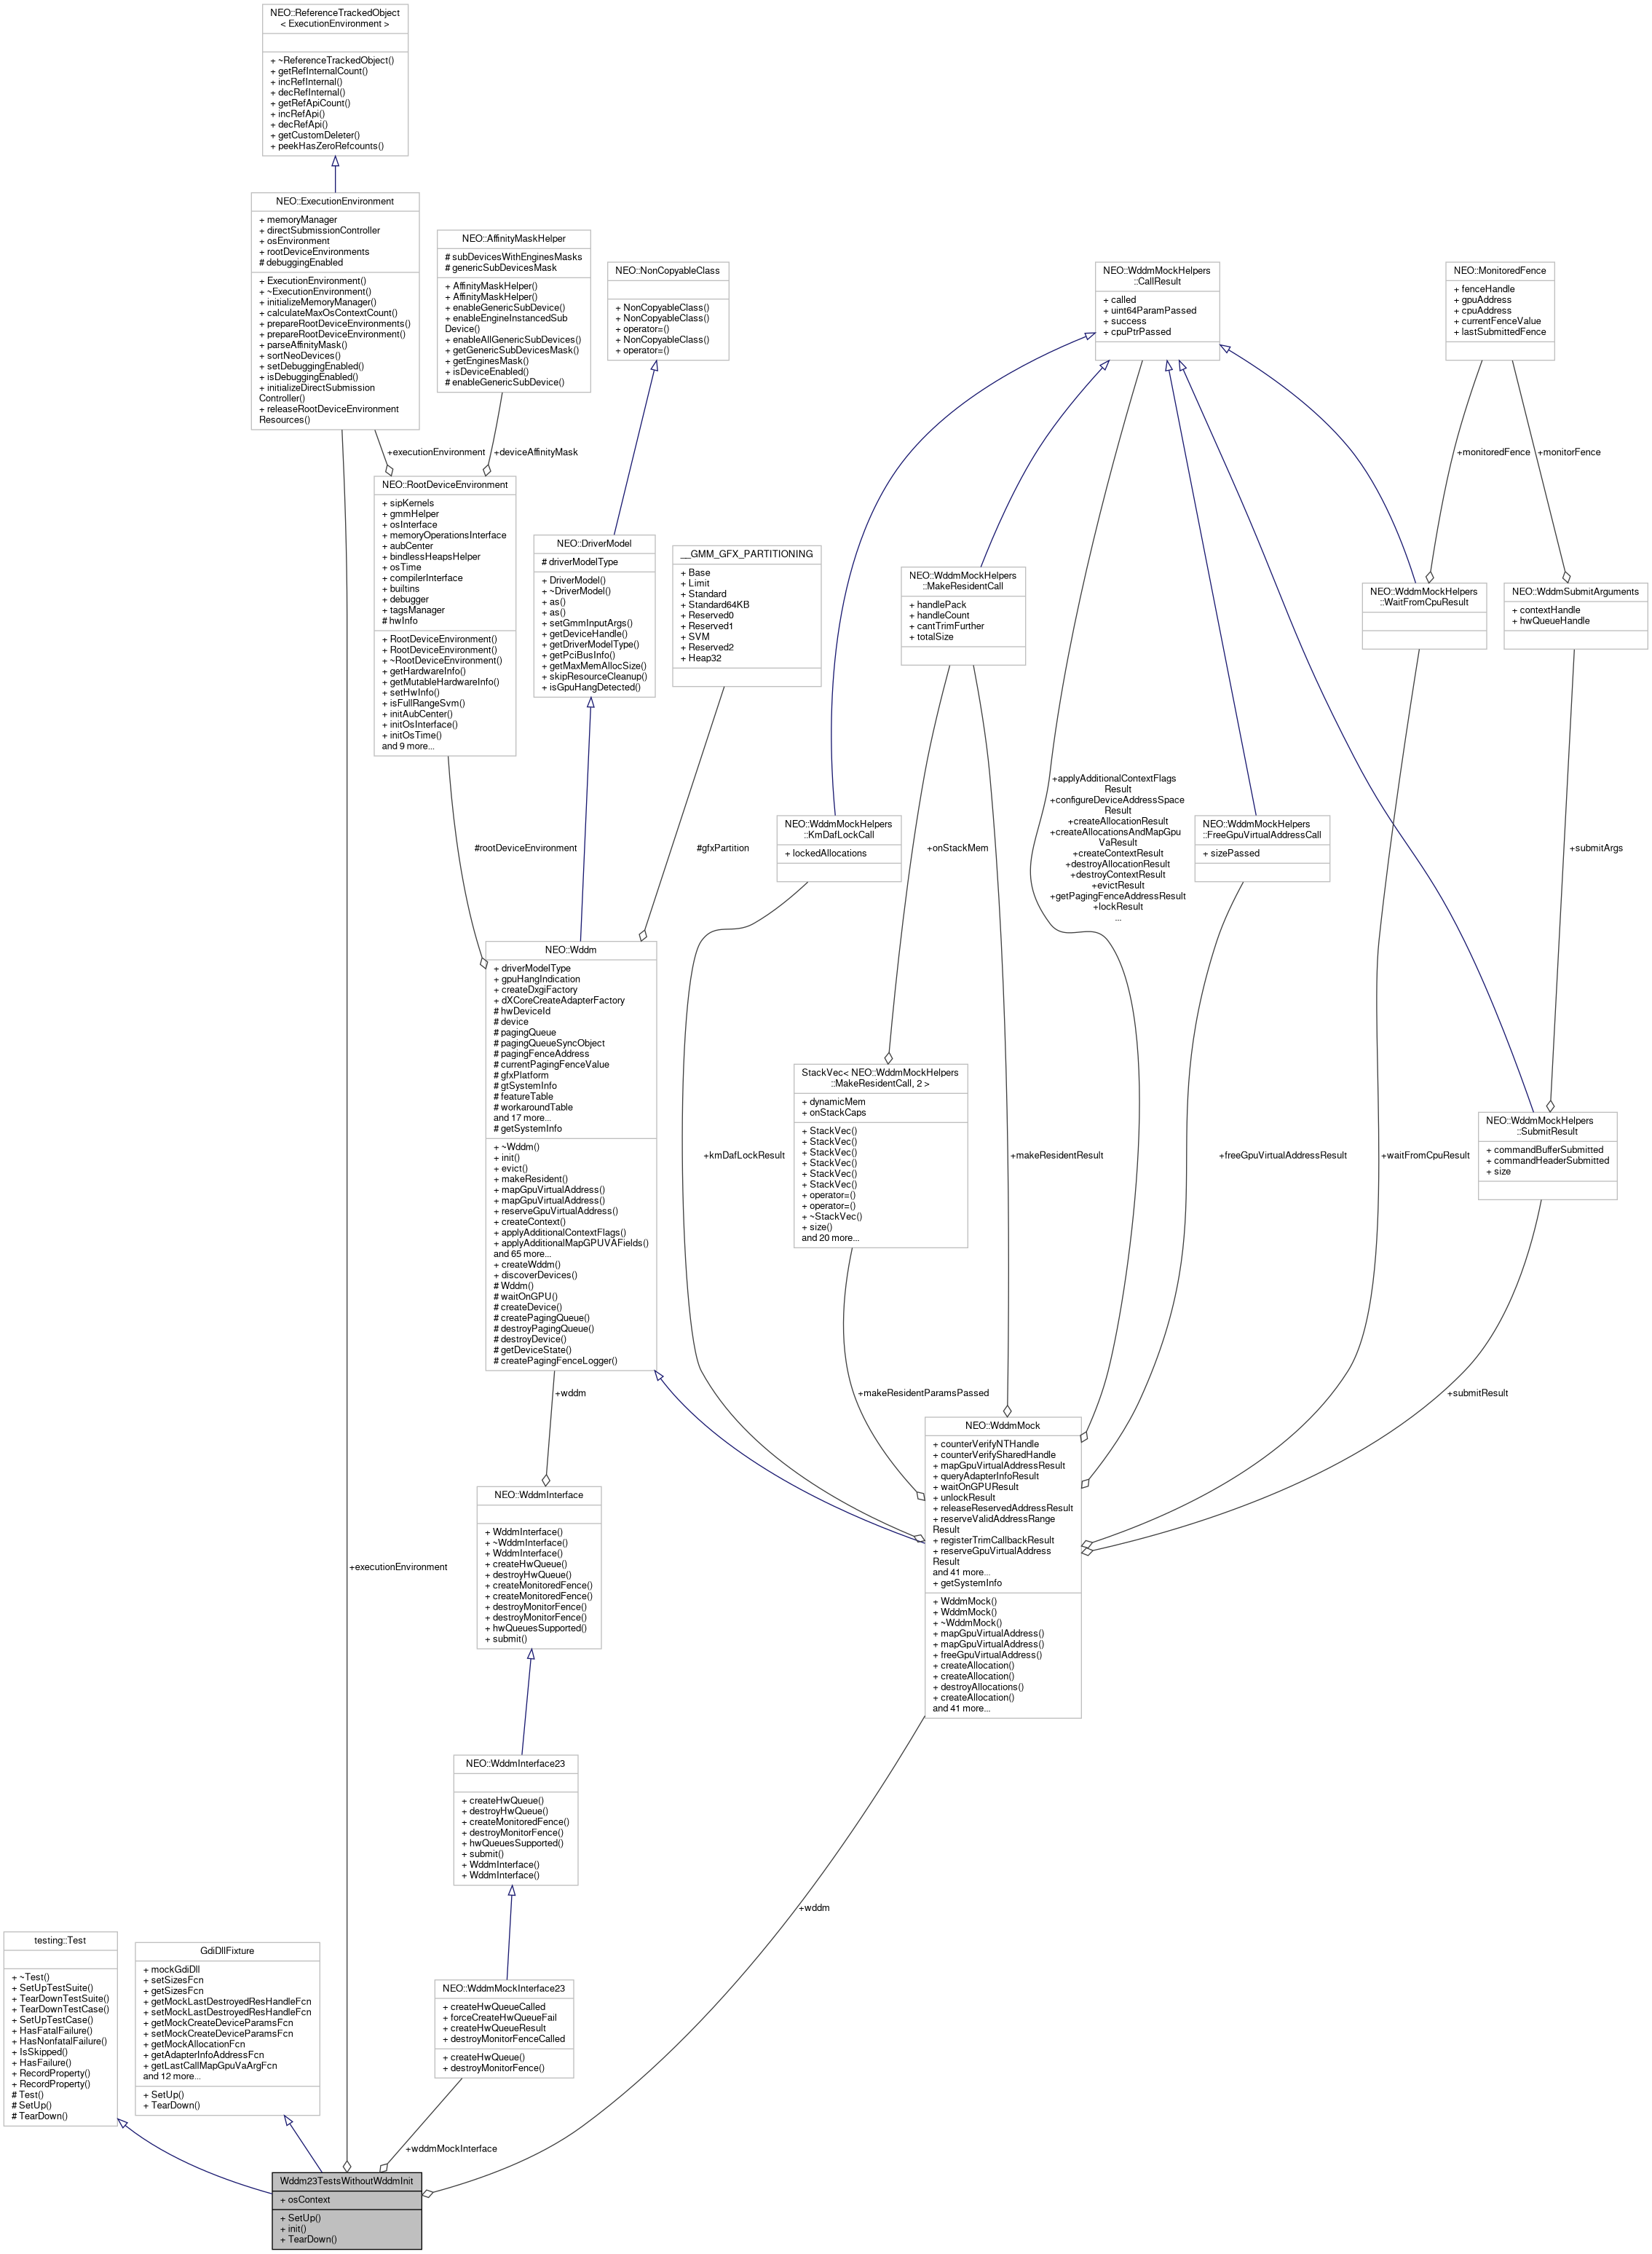 NEO::ReferenceTrackedObject
< ExecutionEnvironment >
+ ~ReferenceTrackedObject()
+ getRefInternalCount()
+ incRefInternal()
+ decRefInternal()
+ getRefApiCount()
+ incRefApi()
+ decRefApi()
+ getCustomDeleter()
+ peekHasZeroRefcounts()
NEO::ExecutionEnvironment
+ memoryManager
+ directSubmissionController
+ osEnvironment
+ rootDeviceEnvironments
# debuggingEnabled
+ ExecutionEnvironment()
+ ~ExecutionEnvironment()
+ initializeMemoryManager()
+ calculateMaxOsContextCount()
+ prepareRootDeviceEnvironments()
+ prepareRootDeviceEnvironment()
+ parseAffinityMask()
+ sortNeoDevices()
+ setDebuggingEnabled()
+ isDebuggingEnabled()
+ initializeDirectSubmission
Controller()
+ releaseRootDeviceEnvironment
Resources()
NEO::AffinityMaskHelper
# subDevicesWithEnginesMasks
# genericSubDevicesMask
+ AffinityMaskHelper()
+ AffinityMaskHelper()
+ enableGenericSubDevice()
+ enableEngineInstancedSub
Device()
+ enableAllGenericSubDevices()
+ getGenericSubDevicesMask()
+ getEnginesMask()
+ isDeviceEnabled()
# enableGenericSubDevice()
NEO::NonCopyableClass
+ NonCopyableClass()
+ NonCopyableClass()
+ operator=()
+ NonCopyableClass()
+ operator=()
NEO::WddmMockHelpers
::CallResult
+ called
+ uint64ParamPassed
+ success
+ cpuPtrPassed
NEO::MonitoredFence
+ fenceHandle
+ gpuAddress
+ cpuAddress
+ currentFenceValue
+ lastSubmittedFence
+executionEnvironment
+deviceAffinityMask
+monitoredFence
+monitorFence
NEO::RootDeviceEnvironment
+ sipKernels
+ gmmHelper
+ osInterface
+ memoryOperationsInterface
+ aubCenter
+ bindlessHeapsHelper
+ osTime
+ compilerInterface
+ builtins
+ debugger
+ tagsManager
# hwInfo
+ RootDeviceEnvironment()
+ RootDeviceEnvironment()
+ ~RootDeviceEnvironment()
+ getHardwareInfo()
+ getMutableHardwareInfo()
+ setHwInfo()
+ isFullRangeSvm()
+ initAubCenter()
+ initOsInterface()
+ initOsTime()
and 9 more...
NEO::DriverModel
# driverModelType
+ DriverModel()
+ ~DriverModel()
+ as()
+ as()
+ setGmmInputArgs()
+ getDeviceHandle()
+ getDriverModelType()
+ getPciBusInfo()
+ getMaxMemAllocSize()
+ skipResourceCleanup()
+ isGpuHangDetected()
__GMM_GFX_PARTITIONING
+ Base
+ Limit
+ Standard
+ Standard64KB
+ Reserved0
+ Reserved1
+ SVM
+ Reserved2
+ Heap32
NEO::WddmMockHelpers
::MakeResidentCall
+ handlePack
+ handleCount
+ cantTrimFurther
+ totalSize
NEO::WddmMockHelpers
::WaitFromCpuResult
NEO::WddmSubmitArguments
+ contextHandle
+ hwQueueHandle
#rootDeviceEnvironment
#gfxPartition
NEO::WddmMockHelpers
::KmDafLockCall
+ lockedAllocations
+onStackMem
+applyAdditionalContextFlags
Result
+configureDeviceAddressSpace
Result
+createAllocationResult
+createAllocationsAndMapGpu
VaResult
+createContextResult
+destroyAllocationResult
+destroyContextResult
+evictResult
+getPagingFenceAddressResult
+lockResult
...
NEO::WddmMockHelpers
::FreeGpuVirtualAddressCall
+ sizePassed
+submitArgs
NEO::Wddm
+ driverModelType
+ gpuHangIndication
+ createDxgiFactory
+ dXCoreCreateAdapterFactory
# hwDeviceId
# device
# pagingQueue
# pagingQueueSyncObject
# pagingFenceAddress
# currentPagingFenceValue
# gfxPlatform
# gtSystemInfo
# featureTable
# workaroundTable
and 17 more...
# getSystemInfo
+ ~Wddm()
+ init()
+ evict()
+ makeResident()
+ mapGpuVirtualAddress()
+ mapGpuVirtualAddress()
+ reserveGpuVirtualAddress()
+ createContext()
+ applyAdditionalContextFlags()
+ applyAdditionalMapGPUVAFields()
and 65 more...
+ createWddm()
+ discoverDevices()
# Wddm()
# waitOnGPU()
# createDevice()
# createPagingQueue()
# destroyPagingQueue()
# destroyDevice()
# getDeviceState()
# createPagingFenceLogger()
StackVec< NEO::WddmMockHelpers
::MakeResidentCall, 2 >
+ dynamicMem
+ onStackCaps
+ StackVec()
+ StackVec()
+ StackVec()
+ StackVec()
+ StackVec()
+ StackVec()
+ operator=()
+ operator=()
+ ~StackVec()
+ size()
and 20 more...
NEO::WddmMockHelpers
::SubmitResult
+ commandBufferSubmitted
+ commandHeaderSubmitted
+ size
+kmDafLockResult
+makeResidentResult
+freeGpuVirtualAddressResult
+waitFromCpuResult
+wddm
+makeResidentParamsPassed
+submitResult
NEO::WddmMock
+ counterVerifyNTHandle
+ counterVerifySharedHandle
+ mapGpuVirtualAddressResult
+ queryAdapterInfoResult
+ waitOnGPUResult
+ unlockResult
+ releaseReservedAddressResult
+ reserveValidAddressRange
Result
+ registerTrimCallbackResult
+ reserveGpuVirtualAddress
Result
and 41 more...
+ getSystemInfo
+ WddmMock()
+ WddmMock()
+ ~WddmMock()
+ mapGpuVirtualAddress()
+ mapGpuVirtualAddress()
+ freeGpuVirtualAddress()
+ createAllocation()
+ createAllocation()
+ destroyAllocations()
+ createAllocation()
and 41 more...
NEO::WddmInterface
+ WddmInterface()
+ ~WddmInterface()
+ WddmInterface()
+ createHwQueue()
+ destroyHwQueue()
+ createMonitoredFence()
+ createMonitoredFence()
+ destroyMonitorFence()
+ destroyMonitorFence()
+ hwQueuesSupported()
+ submit()
+executionEnvironment
NEO::WddmInterface23
+ createHwQueue()
+ destroyHwQueue()
+ createMonitoredFence()
+ destroyMonitorFence()
+ hwQueuesSupported()
+ submit()
+ WddmInterface()
+ WddmInterface()
+wddm
testing::Test
+ ~Test()
+ SetUpTestSuite()
+ TearDownTestSuite()
+ TearDownTestCase()
+ SetUpTestCase()
+ HasFatalFailure()
+ HasNonfatalFailure()
+ IsSkipped()
+ HasFailure()
+ RecordProperty()
+ RecordProperty()
# Test()
# SetUp()
# TearDown()
GdiDllFixture
+ mockGdiDll
+ setSizesFcn
+ getSizesFcn
+ getMockLastDestroyedResHandleFcn
+ setMockLastDestroyedResHandleFcn
+ getMockCreateDeviceParamsFcn
+ setMockCreateDeviceParamsFcn
+ getMockAllocationFcn
+ getAdapterInfoAddressFcn
+ getLastCallMapGpuVaArgFcn
and 12 more...
+ SetUp()
+ TearDown()
NEO::WddmMockInterface23
+ createHwQueueCalled
+ forceCreateHwQueueFail
+ createHwQueueResult
+ destroyMonitorFenceCalled
+ createHwQueue()
+ destroyMonitorFence()
+wddmMockInterface
Wddm23TestsWithoutWddmInit
+ osContext
+ SetUp()
+ init()
+ TearDown()